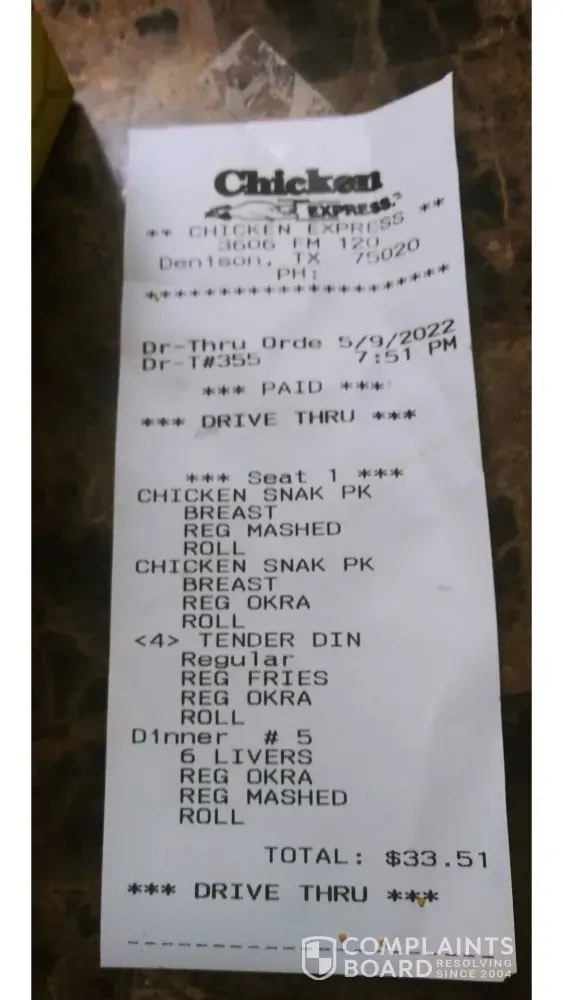 Chicken
EXPRESS.
** CHICKEN EXPRESS **
3606 FM 120
Denison, TX 75020
PH:
*********************
Dr-Thru Orde 5/9/2022
Dr-T#355 7:51 PM
*** PAID ***
*** DRIVE THRU ***
*** Seat 1 ***
CHICKEN SNAK PK
BREAST
REG MASHED
ROLL
CHICKEN SNAK PK
BREAST
REG OKRA
ROLL
<4> TENDER DIN
Regular
REG FRIES
REG OKRA
ROLL
Dinner # 5
6 LIVERS
REG OKRA
REG MASHED
ROLL
TOTAL: $33.51
*** DRIVE THRU ***
---------------------
COMPLAINTS
BOARD RESOLVING
SINCE 2004